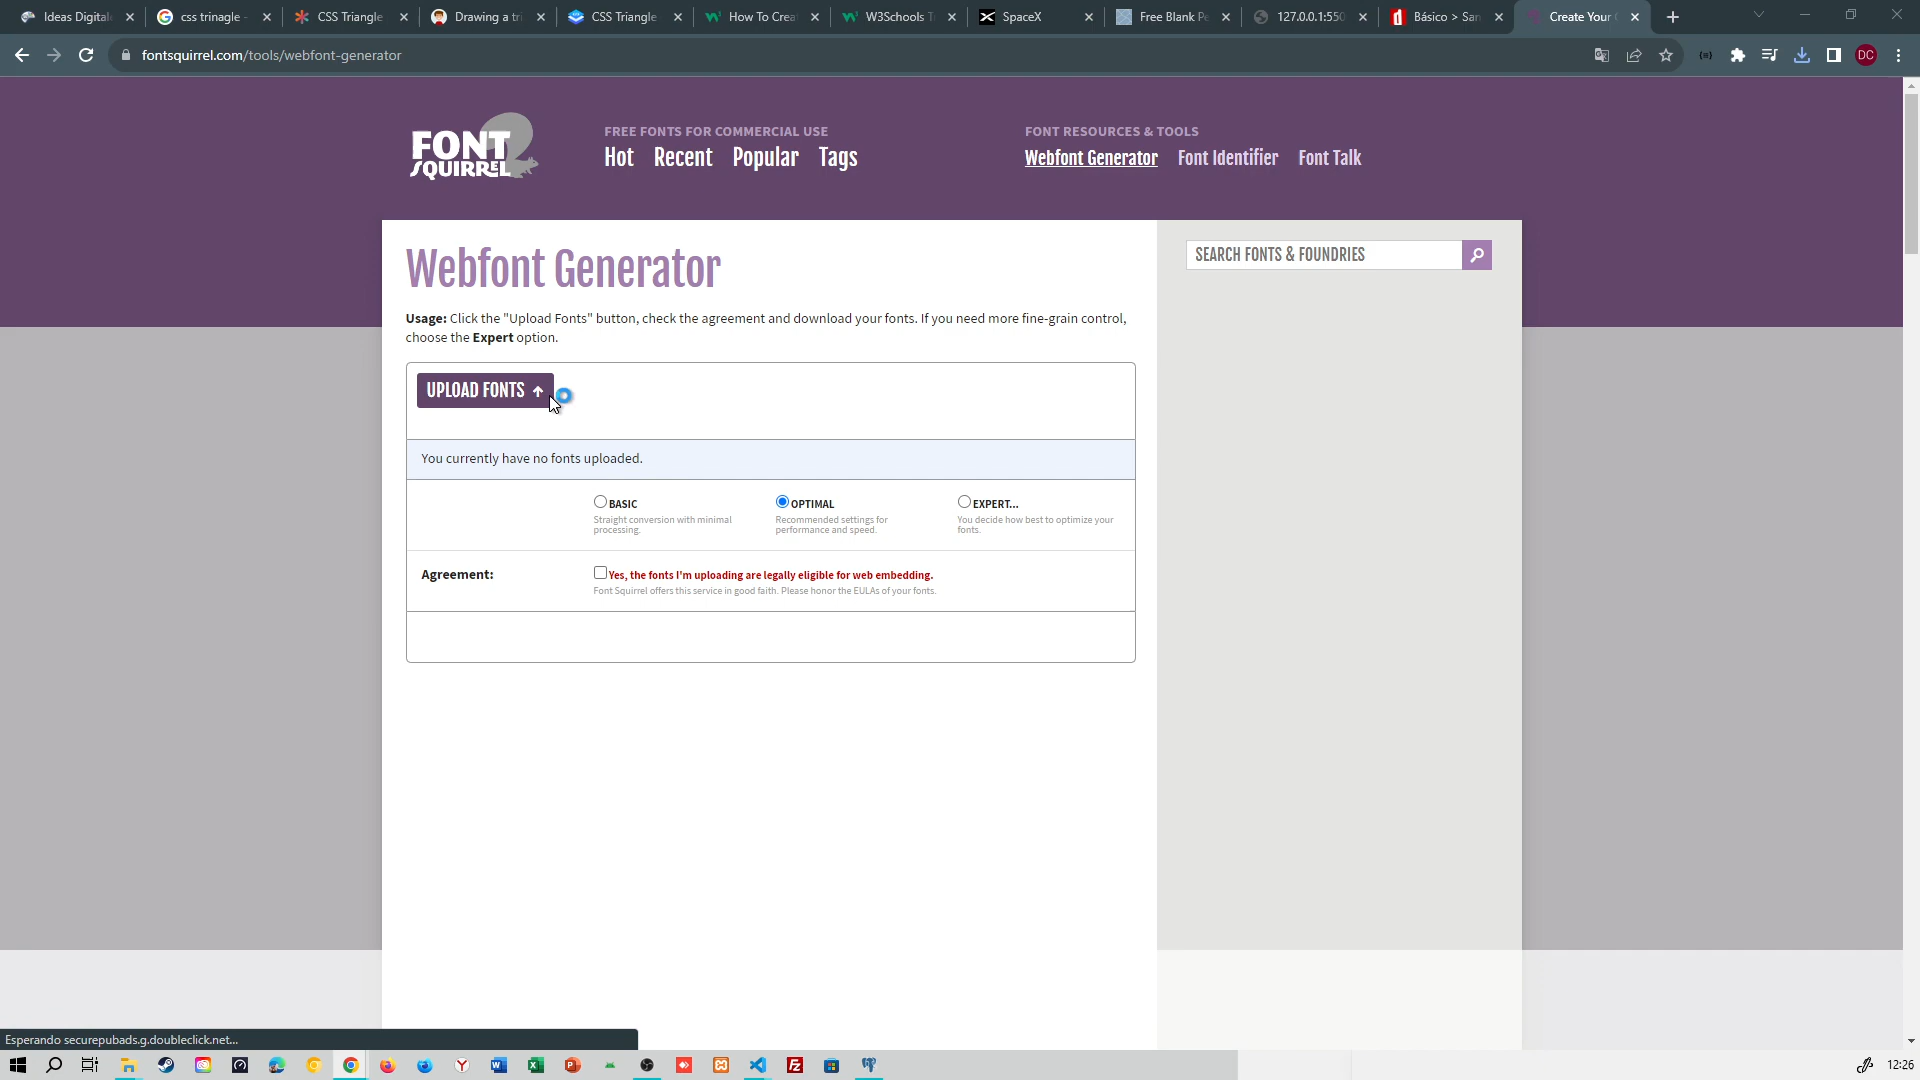 Ideas Digital
css trinagle -
CSS Triangle
Drawing a tri
CSS Triangle
How To Crea
W3Schools T
SpaceX
Free Blank Pe
127.0.0.1:550
Básico > San
Create Your
fontsquirrel.com/tools/webfont-generator
DC
FONT
SQUIRREL
FREE FONTS FOR COMMERCIAL USE
Hot Recent Popular Tags
FONT RESOURCES & TOOLS
Webfont Generator Font Identifier Font Talk
Webfont Generator
SEARCH FONTS & FOUNDRIES
Usage: Click the "Upload Fonts" button, check the agreement and download your fonts. If you need more fine-grain control,
choose the Expert option.
UPLOAD FONTS
You currently have no fonts uploaded.
BASIC
Straight conversion with minimal
processing.
OPTIMAL
Recommended settings for
performance and speed.
EXPERT...
You decide how best to optimize your
fonts.
Agreement:
Yes, the fonts I'm uploading are legally eligible for web embedding.
Font Squirrel offers this service in good faith. Please honor the EULAs of your fonts.
Esperando securepubads.g.doubleclick.net...
12:26